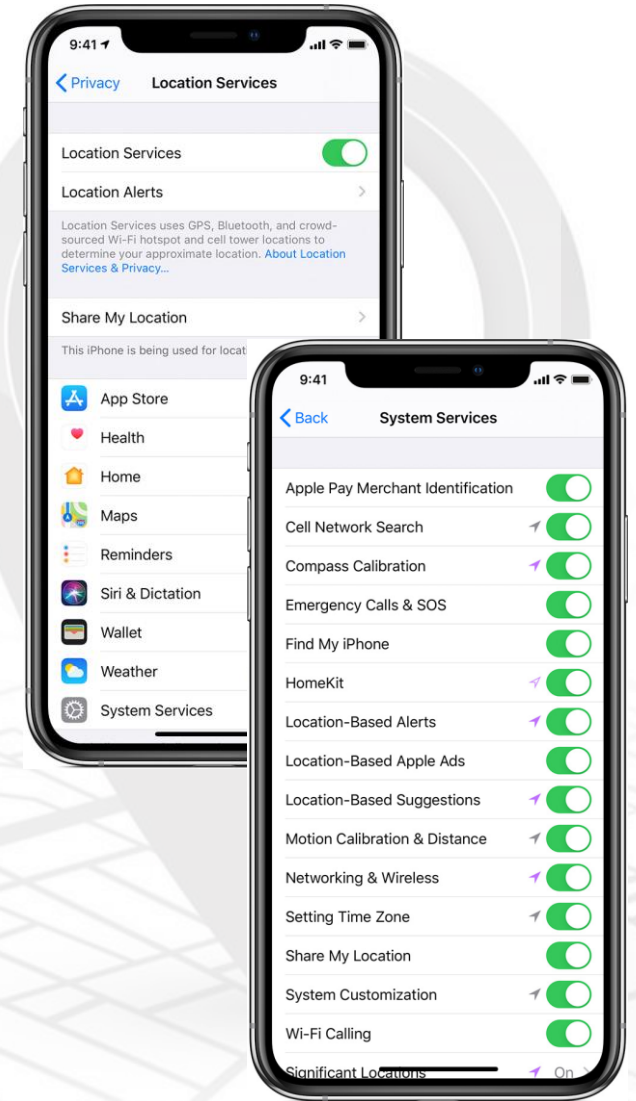 9:41
Privacy
Location Services
Location Services
Location Alerts
Location Services uses GPS, Bluetooth, and crowd-
sourced Wi-Fi hotspot and cell tower locations to
determine your approximate location. About Location
Services & Privacy...
Share My Location
This iPhone is being used for
App Store
Health
Home
Maps
Reminders
Siri & Dictation
Wallet
Weather
System Services
9:41
Back
System Services
Apple Pay Merchant Identification
Cell Network Search
Compass Calibration
Emergency Calls & SOS
Find My iPhone
HomeKit
Location-Based Alerts
Location-Based Apple Ads
Location-Based Suggestions
Motion Calibration & Distance
Networking & Wireless
Setting Time Zone
Share My Location
System Customization
Wi-Fi Calling
Significant Locations On